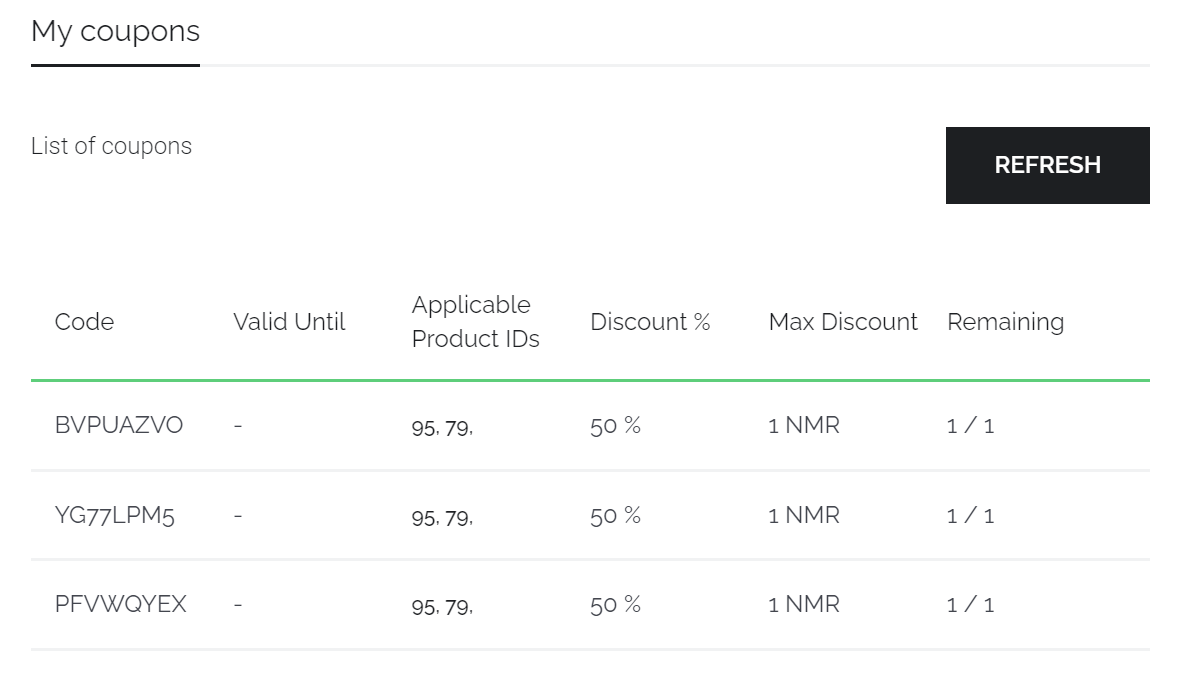 My coupons
List of coupons
REFRESH
Code Valid Until Applicable Product IDs Discount % Max Discount Remaining
BVPUAZVO - 95, 79, 50 % 1 NMR 1 / 1
YG77LPM5 - 95, 79, 50 % 1 NMR 1 / 1
PFVWQYEX - 95, 79, 50 % 1 NMR 1 / 1